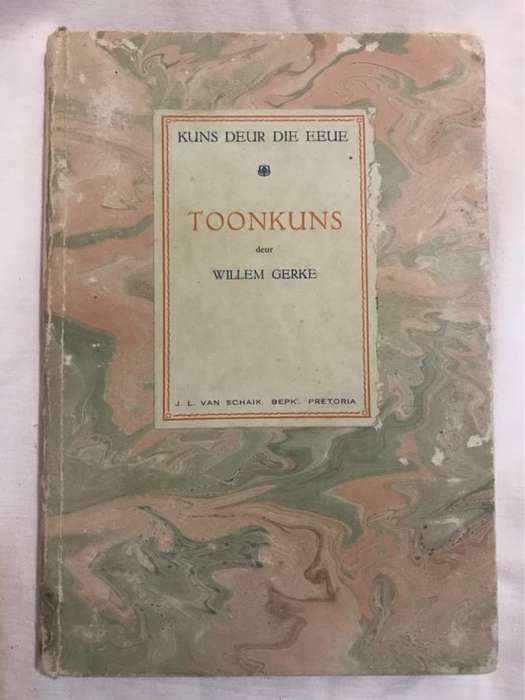 KUNS DEUR DIE EEUE
TOONKUNS
deur
WILLEM GERKE
J. L. VAN SCHAIK, BEPK. PRETORIA